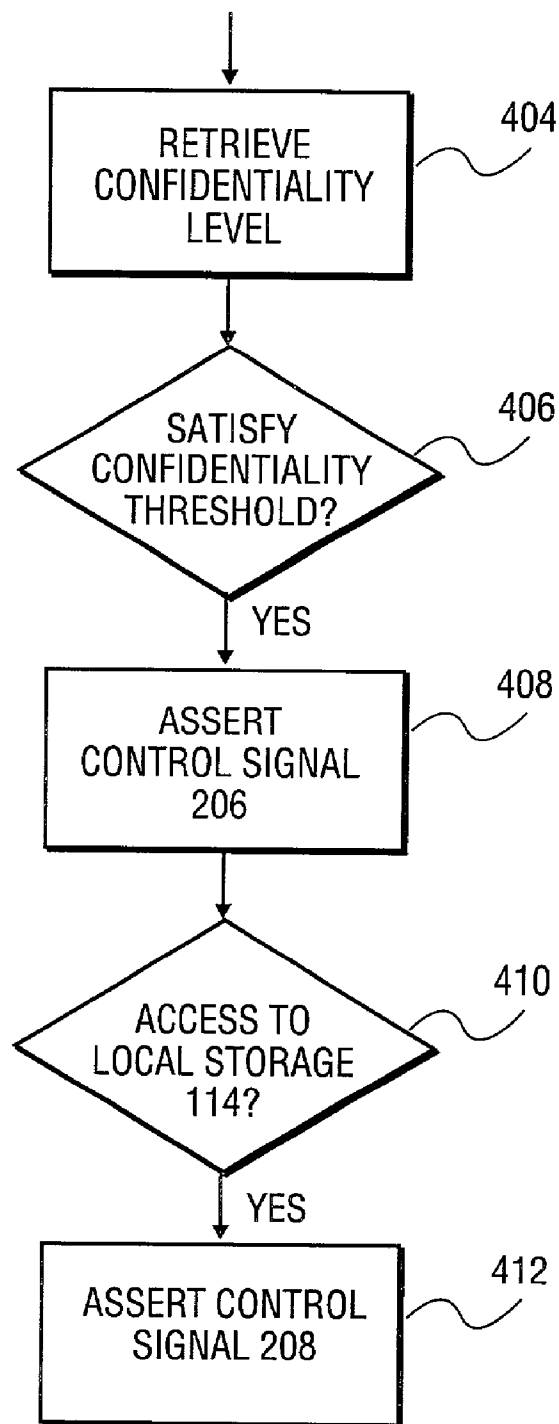 RETRIEVE
CONFIDENTIALITY
LEVEL
404
SATISFY
CONFIDENTIALITY
THRESHOLD?
406
YES
ASSERT
CONTROL SIGNAL
206
408
ACCESS TO
LOCAL STORAGE
114?
410
YES
ASSERT CONTROL
SIGNAL 208
412